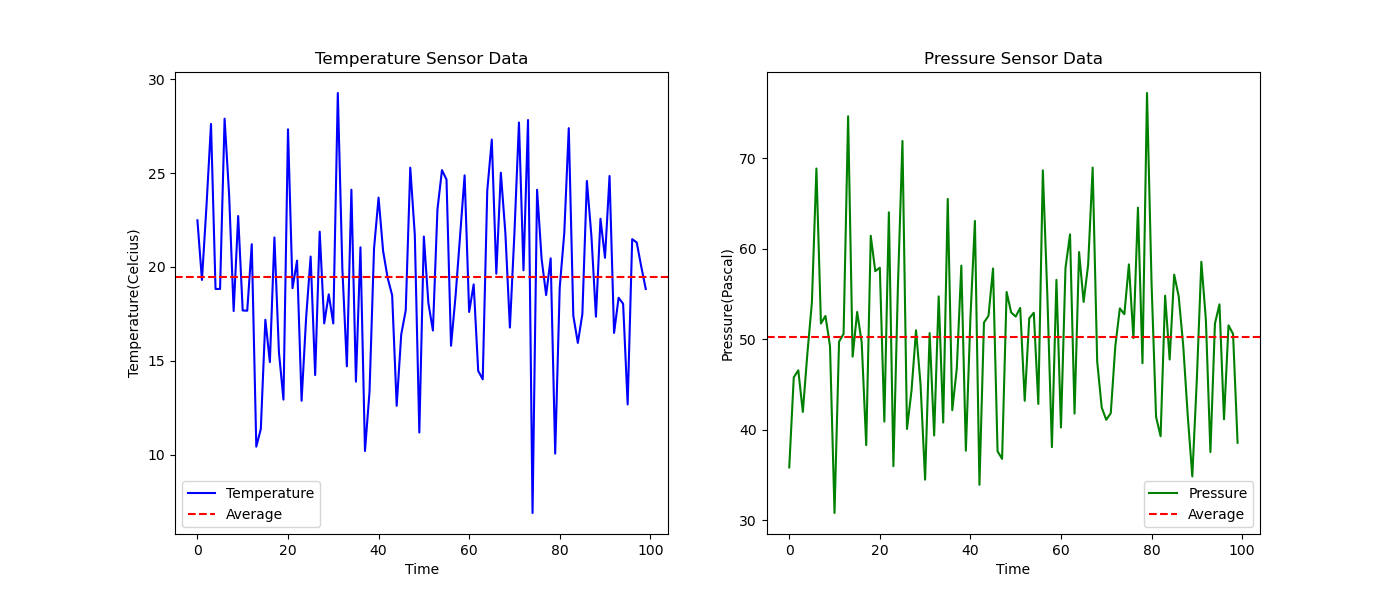 Temperature Sensor Data
Temperature(Celcius)
30
25
20
15
10
Temperature
Average
0 20 40 60 80 100
Time
Pressure Sensor Data
Pressure(Pascal)
70
60
50
40
30
Pressure
Average
0 20 40 60 80 100
Time